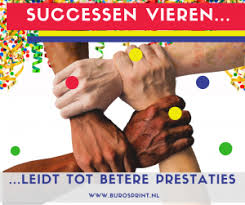 SUCCESSEN VIEREN...
...LEIDT TOT BETERE PRESTATIES
WWW.BUROSPRINT.NL